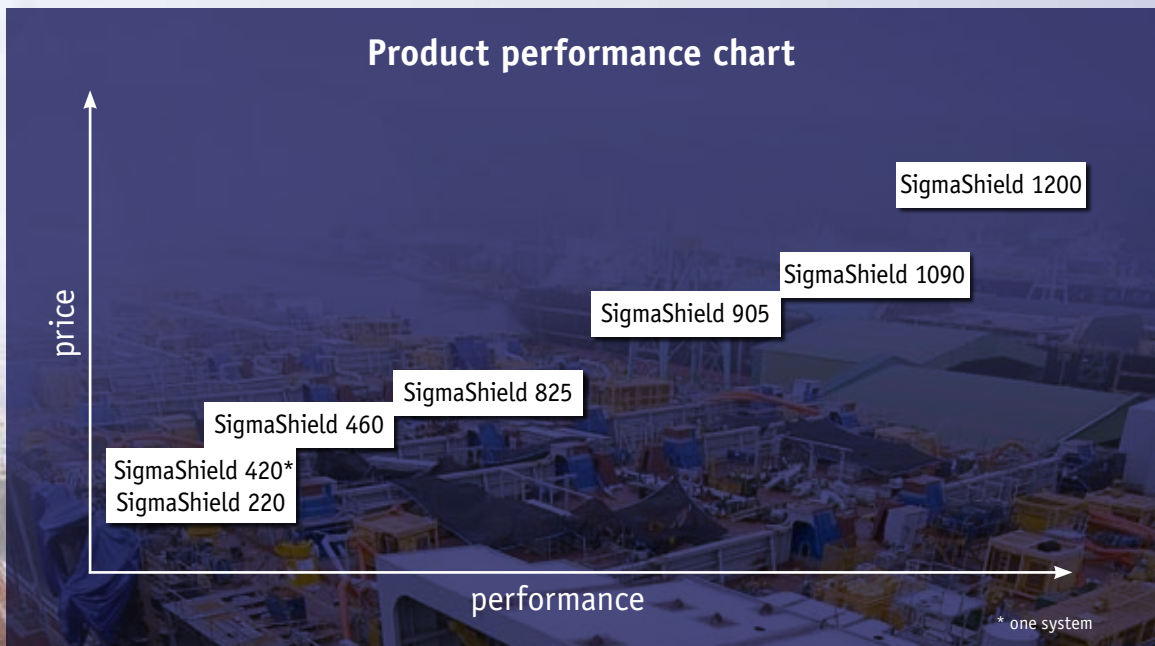 Product performance chart
SigmaShield 1200
SigmaShield 1090
SigmaShield 905
price
SigmaShield 825
SigmaShield 460
SigmaShield 420*
SigmaShield 220
performance
* one system